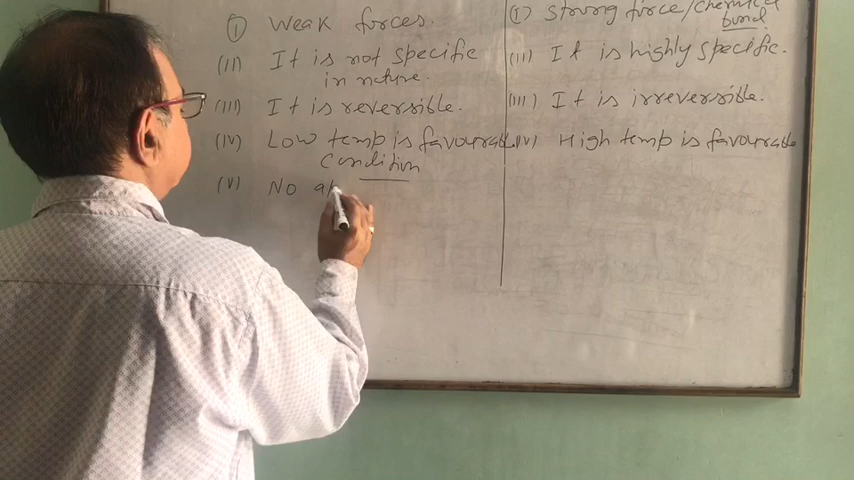 (I) Weak forces.
(II) It is not specific
in nature.
(III) It is reversible.
(IV) Low temp is favourable
condition
(V) No
(I) Strong force/chemical
bond
(II) It is highly specific.
(III) It is irreversible.
(IV) High temp is favourable